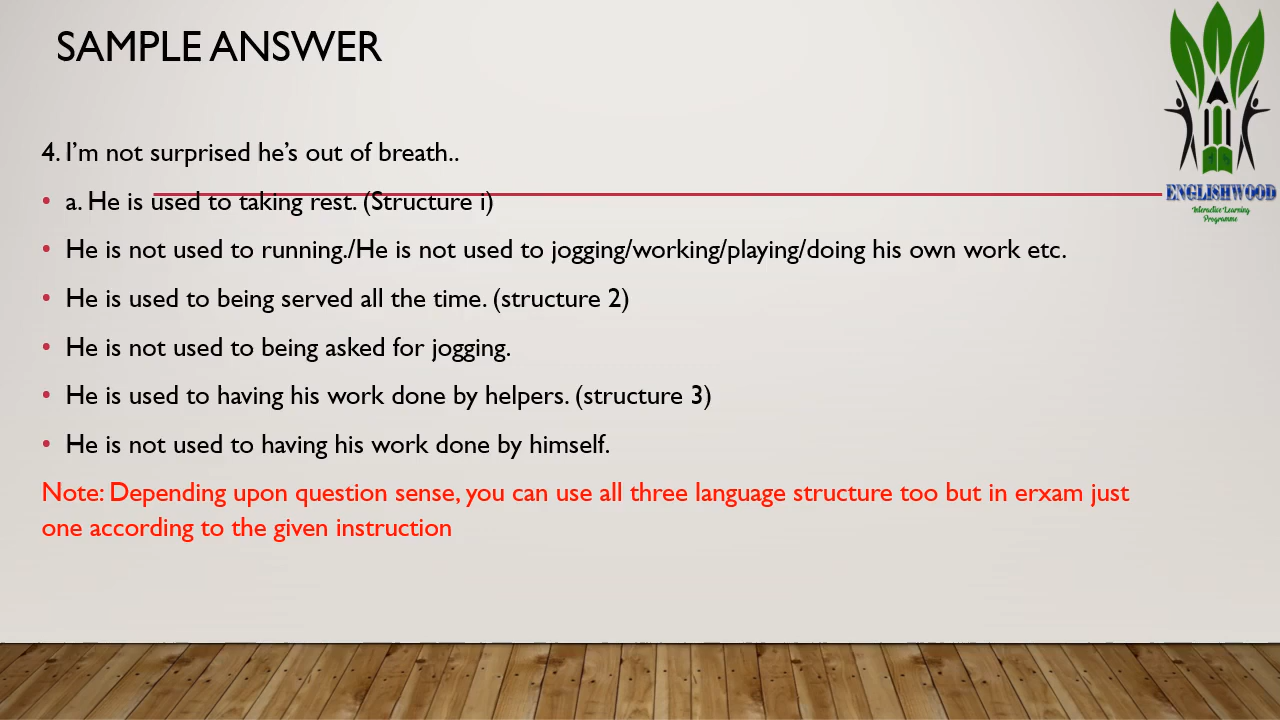 SAMPLE ANSWER
4. I'm not surprised he's out of breath..
• a. He is used to taking rest. (Structure i)
• He is not used to running./He is not used to jogging/working/playing/doing his own work etc.
• He is used to being served all the time. (structure 2)
• He is not used to being asked for jogging.
• He is used to having his work done by helpers. (structure 3)
• He is not used to having his work done by himself.
Note: Depending upon question sense, you can use all three language structure too but in erxam just
one according to the given instruction
ENGLISHWOOD
Interactive Learning
Programme